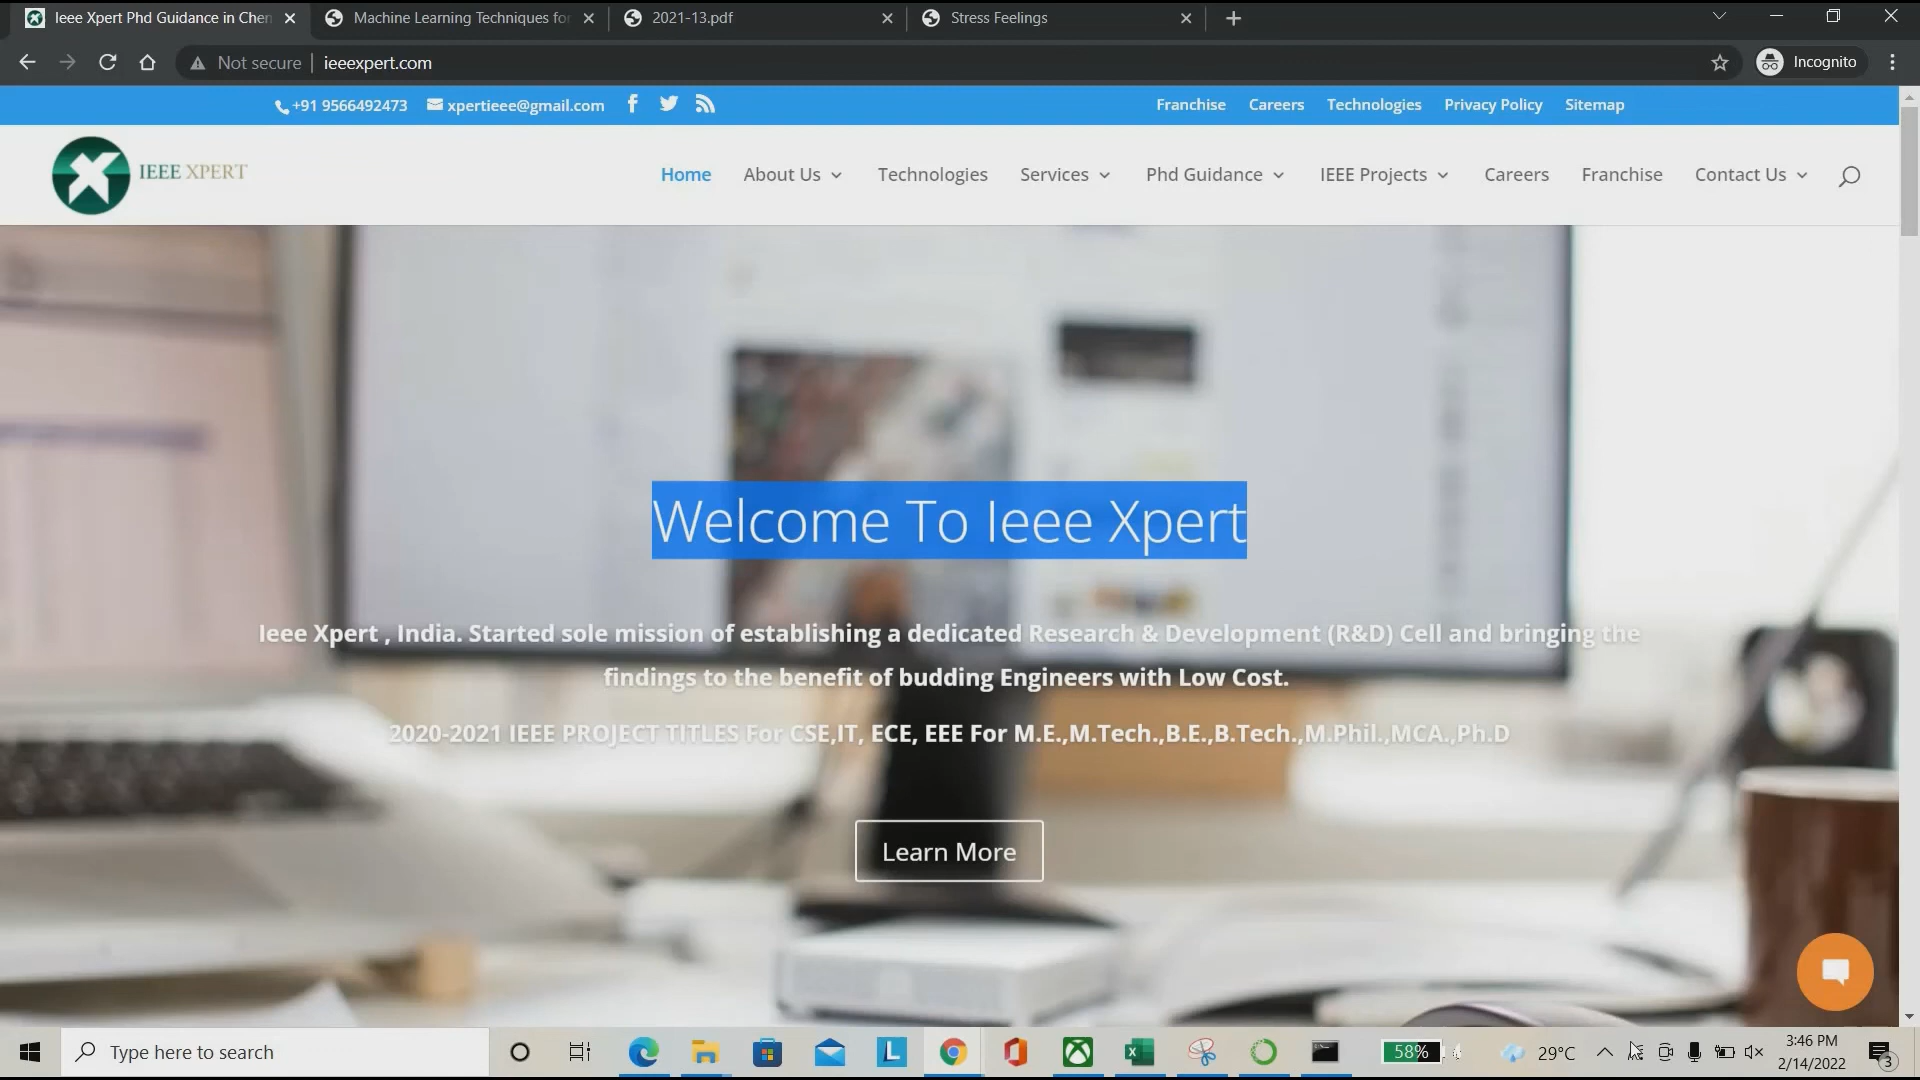 Ieee Xpert Phd Guidance in Chen
Machine Learning Techniques for
2021-13.pdf
Stress Feelings
Not secure
ieeexpert.com
Incognito
+91 9566492473
xpertieee@gmail.com
Franchise
Careers
Technologies
Privacy Policy
Sitemap
IEEE XPERT
Home
About Us
Technologies
Services
Phd Guidance
IEEE Projects
Careers
Franchise
Contact Us
Welcome To Ieee Xpert
Ieee Xpert , India. Started sole mission of establishing a dedicated Research & Development (R&D) Cell and bringing the
findings to the benefit of budding Engineers with Low Cost.
2020-2021 IEEE PROJECT TITLES For CSE,IT, ECE, EEE For M.E.,M.Tech.,B.E.,B.Tech.,M.Phil.,MCA.,Ph.D
Learn More
Type here to search
L
58%
29°C
3:46 PM
2/14/2022
3